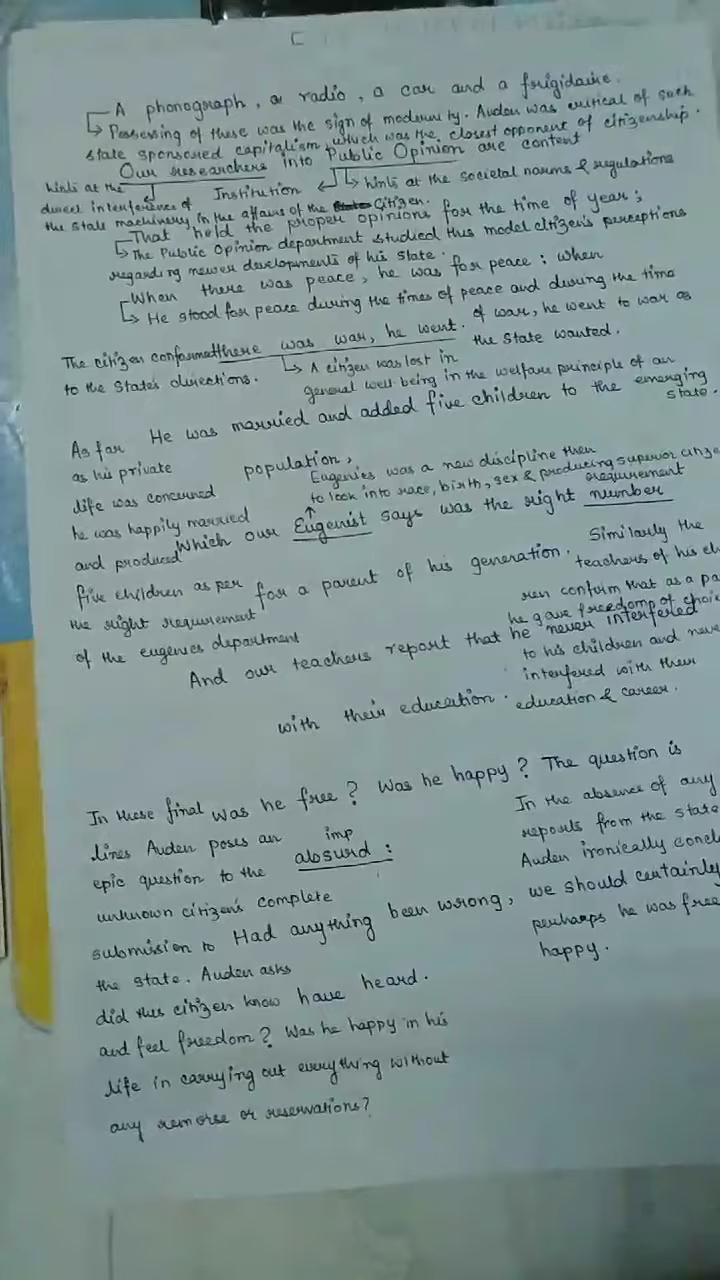 A phonograph, a radio, a car and a frigidaire.
Possessing of these was the sign of modernity. Auden was critical of such
state sponsored capitalism which was the closest opponent of citizenship.
Our researchers into Public Opinion are content
hints at the
direct interference of Institution hints at the societal norms & regulations
the state machinery in the affairs of the citizen.
That held the proper opinions for the time of year;
The Public Opinion department studied this model citizen's perceptions
regarding newer developments of his state.
When there was peace, he was for peace; when
He stood for peace during the times of peace and during the time
there was war, he went. of war, he went to war as
The citizen conformed the State wanted.
to the State's directions. A citizen was lost in
general well being in the welfare principle of an
He was married and added five children to the emerging
state.
As far
as his private population,
life was concerned Eugenics was a new discipline then
he was happily married to look into race, birth, sex & producing superior
and produced Which our Eugenist says was the right number
requirement
five children as per for a parent of his generation. Similarly the
the right requirement teachers of his
of the eugenics department ren confirm that as a
he gave freedom of
And our teachers report that he never interfered
to his children and
with their education. interfered with their
education & career.
In these final Was he free? Was he happy? The question is
lines Auden poses an imp In the absence of any
epic question to the absurd: reports from the state
unknown citizen's complete Auden ironically
submission to Had anything been wrong, we should certainly
the state. Auden asks perhaps he was free
did this citizen know have heard. happy.
and feel freedom? Was he happy in his
life in carrying out everything without
any remorse or reservations?